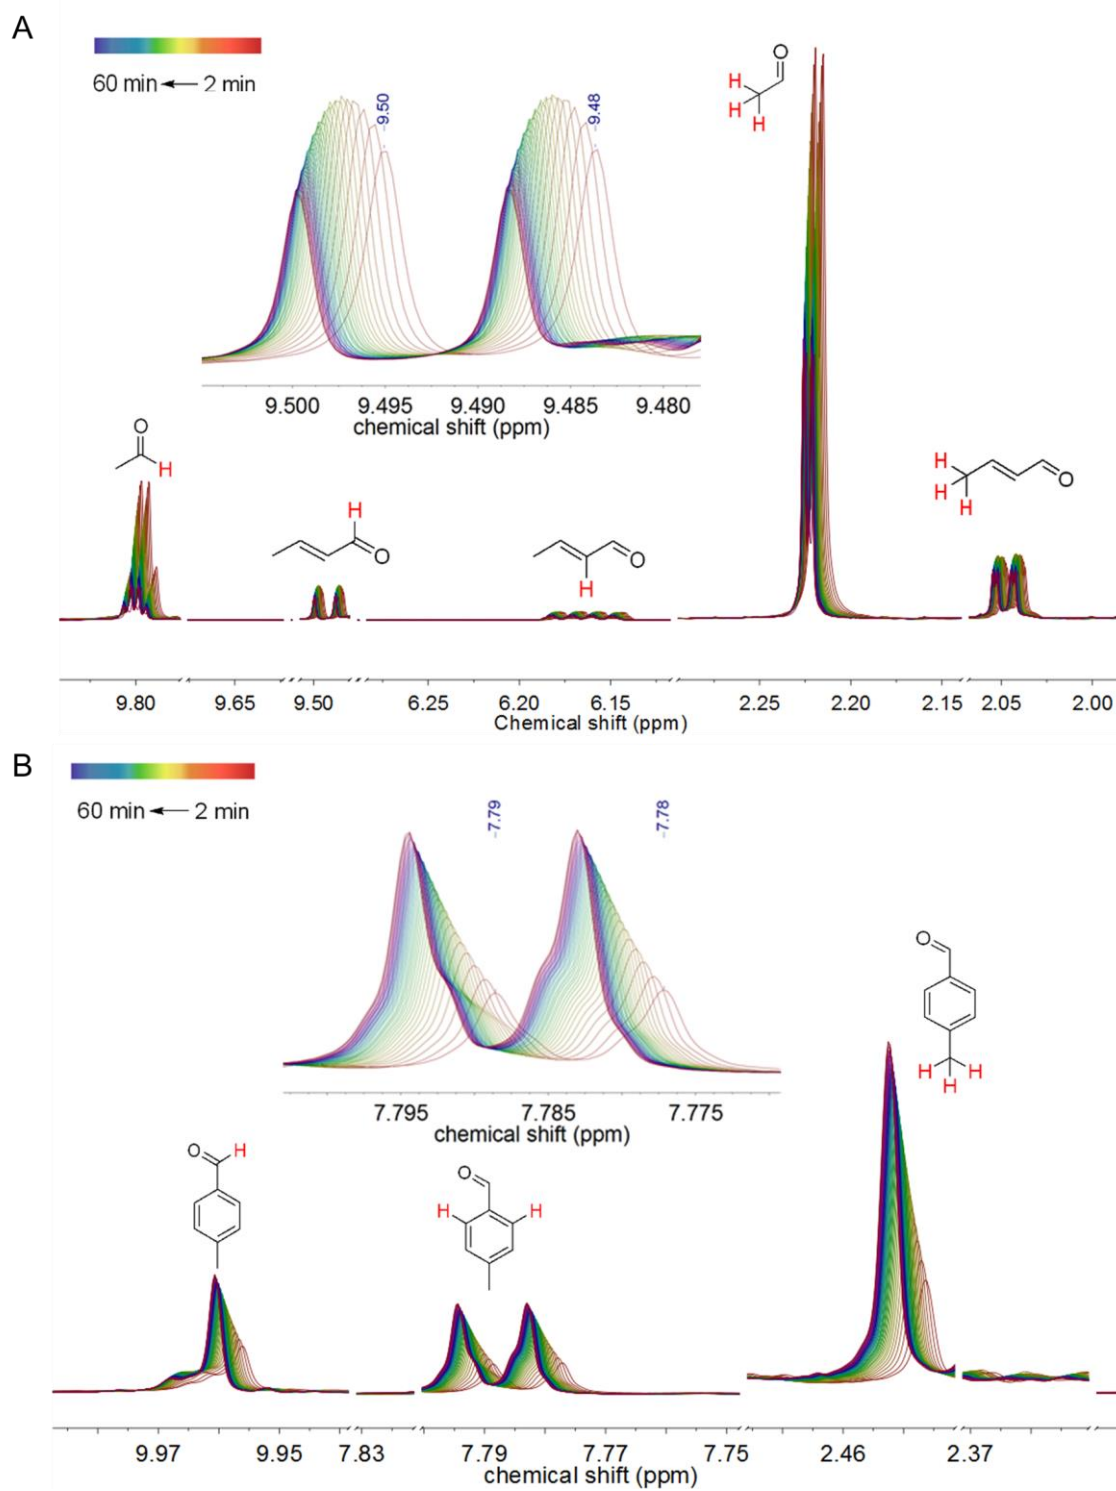 A
60 min ← 2 min
-9.50
-9.48
9.500 9.495 9.490 9.485 9.480
chemical shift (ppm)
O
H
H
H
O
H
H
O
O
H
H
H
H
O
9.80 9.65 9.50 6.25 6.20 6.15 2.25 2.20 2.15 2.05 2.00
Chemical shift (ppm)
B
60 min ← 2 min
-7.79
-7.78
7.795 7.785 7.775
chemical shift (ppm)
O
H
O
H
H
O
H
H
H
9.97 9.95 7.83 7.79 7.77 7.75 2.46 2.37
chemical shift (ppm)